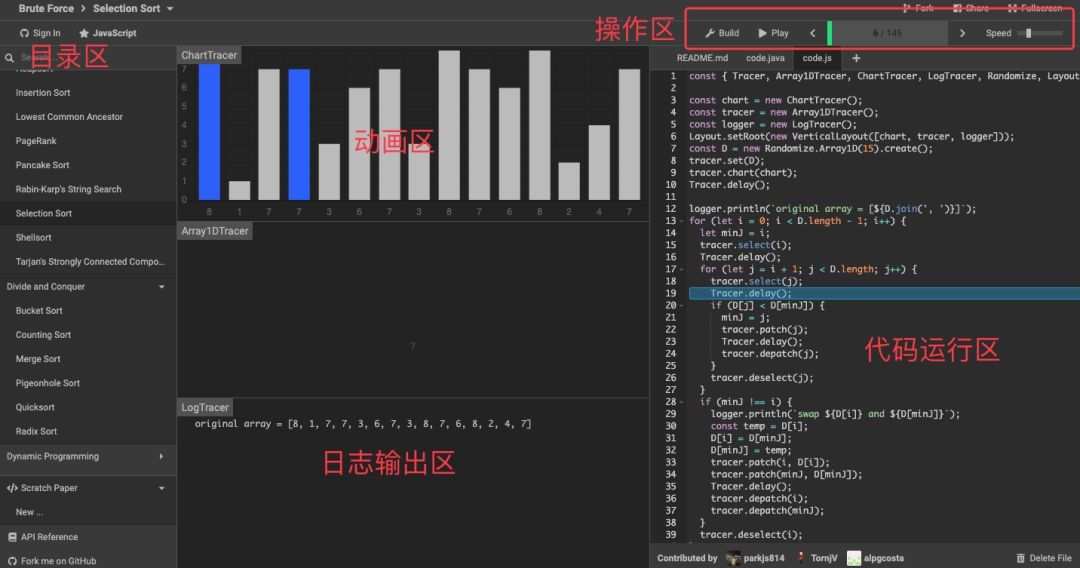 Brute Force > Selection Sort
Fork Share Fullscreen
Sign In JavaScript
操作区
Build Play 6 / 145 Speed
目录区
Search ...
Heapsort
Insertion Sort
Lowest Common Ancestor
PageRank
Pancake Sort
Rabin-Karp's String Search
Selection Sort
Shellsort
Tarjan's Strongly Connected Compo...
Divide and Conquer
Bucket Sort
Counting Sort
Merge Sort
Pigeonhole Sort
Quicksort
Radix Sort
Dynamic Programming
</> Scratch Paper
New ...
API Reference
Fork me on GitHub
ChartTracer
7
6
5
4
3
2
1
0
8 1 7 7 3 6 7 3 8 7 6 8 2 4 7
动画区
Array1DTracer
7
LogTracer
original array = [8, 1, 7, 7, 3, 6, 7, 3, 8, 7, 6, 8, 2, 4, 7]
日志输出区
README.md code.java code.js +
1 const { Tracer, Array1DTracer, ChartTracer, LogTracer, Randomize, Layout
2
3 const chart = new ChartTracer();
4 const tracer = new Array1DTracer();
5 const logger = new LogTracer();
6 Layout.setRoot(new VerticalLayout([chart, tracer, logger]));
7 const D = new Randomize.Array1D(15).create();
8 tracer.set(D);
9 tracer.chart(chart);
10 Tracer.delay();
11
12 logger.println(`original array = [${D.join(', ')}]`);
13 for (let i = 0; i < D.length - 1; i++) {
14 let minJ = i;
15 tracer.select(i);
16 Tracer.delay();
17 for (let j = i + 1; j < D.length; j++) {
18 tracer.select(j);
19 Tracer.delay();
20 if (D[j] < D[minJ]) {
21 minJ = j;
22 tracer.patch(j);
23 Tracer.delay();
24 tracer.depatch(j);
25 }
26 tracer.deselect(j);
27 }
28 if (minJ !== i) {
29 logger.println(`swap ${D[i]} and ${D[minJ]}`);
30 const temp = D[i];
31 D[i] = D[minJ];
32 D[minJ] = temp;
33 tracer.patch(i, D[i]);
34 tracer.patch(minJ, D[minJ]);
35 Tracer.delay();
36 tracer.depatch(i);
37 tracer.depatch(minJ);
38 }
39 tracer.deselect(i);
代码运行区
Contributed by parkjs814 TornjV alpgcosta Delete File